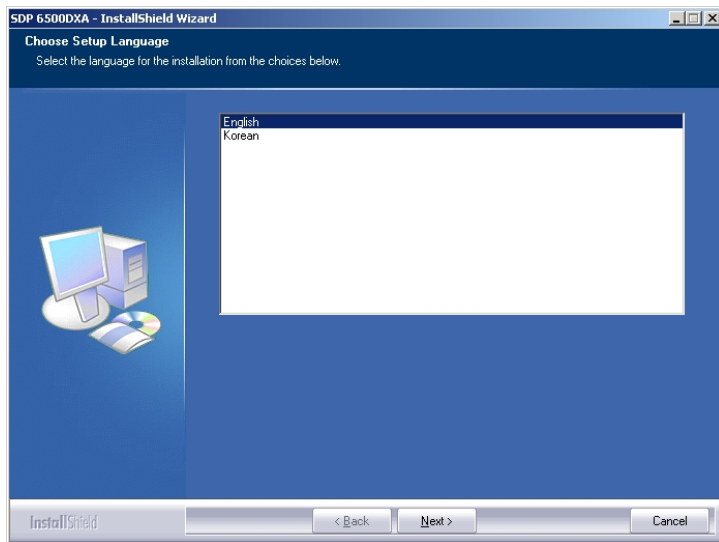 SDP 6500DXA - InstallShield Wizard
Choose Setup Language
Select the language for the installation from the choices below.
English
Korean
InstallShield
< Back
Next >
Cancel